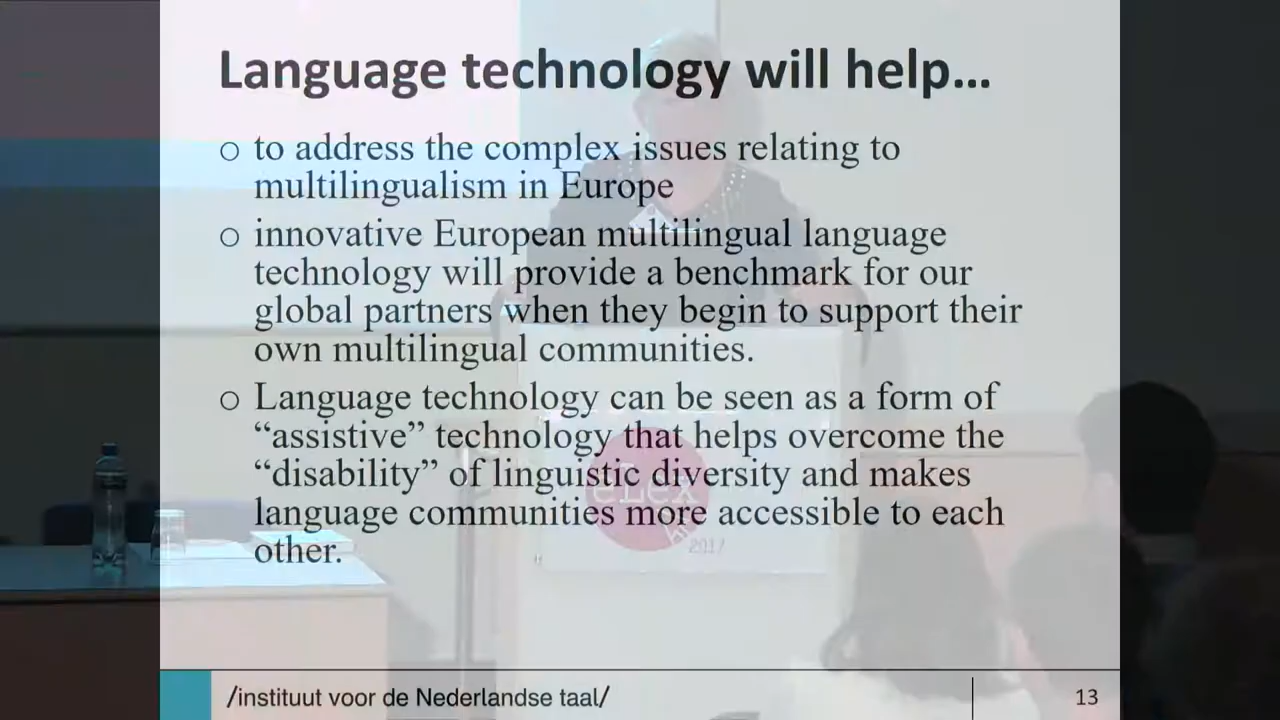 Language technology will help...
o to address the complex issues relating to
multilingualism in Europe
o innovative European multilingual language
technology will provide a benchmark for our
global partners when they begin to support their
own multilingual communities.
o Language technology can be seen as a form of
“assistive” technology that helps overcome the
“disability” of linguistic diversity and makes
language communities more accessible to each
other.
eLex
2017
/instituut voor de Nederlandse taal/
13